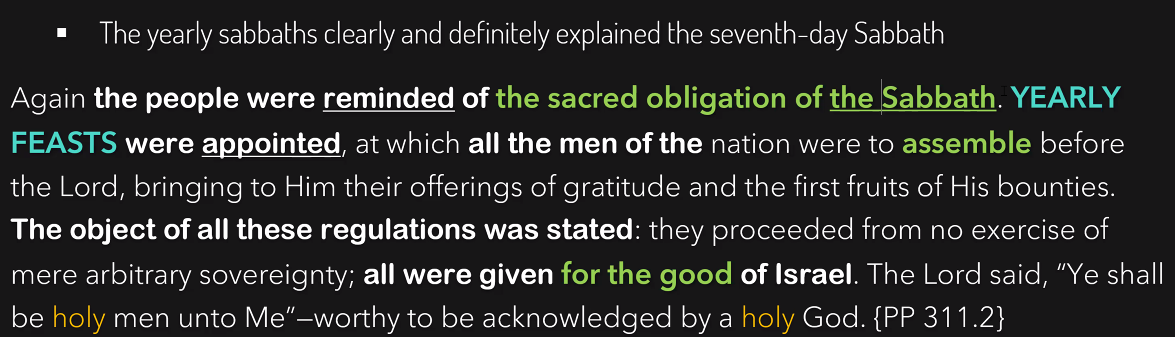 ▪ The yearly sabbaths clearly and definitely explained the seventh-day Sabbath
Again the people were reminded of the sacred obligation of the Sabbath. YEARLY
FEASTS were appointed, at which all the men of the nation were to assemble before
the Lord, bringing to Him their offerings of gratitude and the first fruits of His bounties.
The object of all these regulations was stated: they proceeded from no exercise of
mere arbitrary sovereignty; all were given for the good of Israel. The Lord said, “Ye shall
be holy men unto Me”—worthy to be acknowledged by a holy God. {PP 311.2}